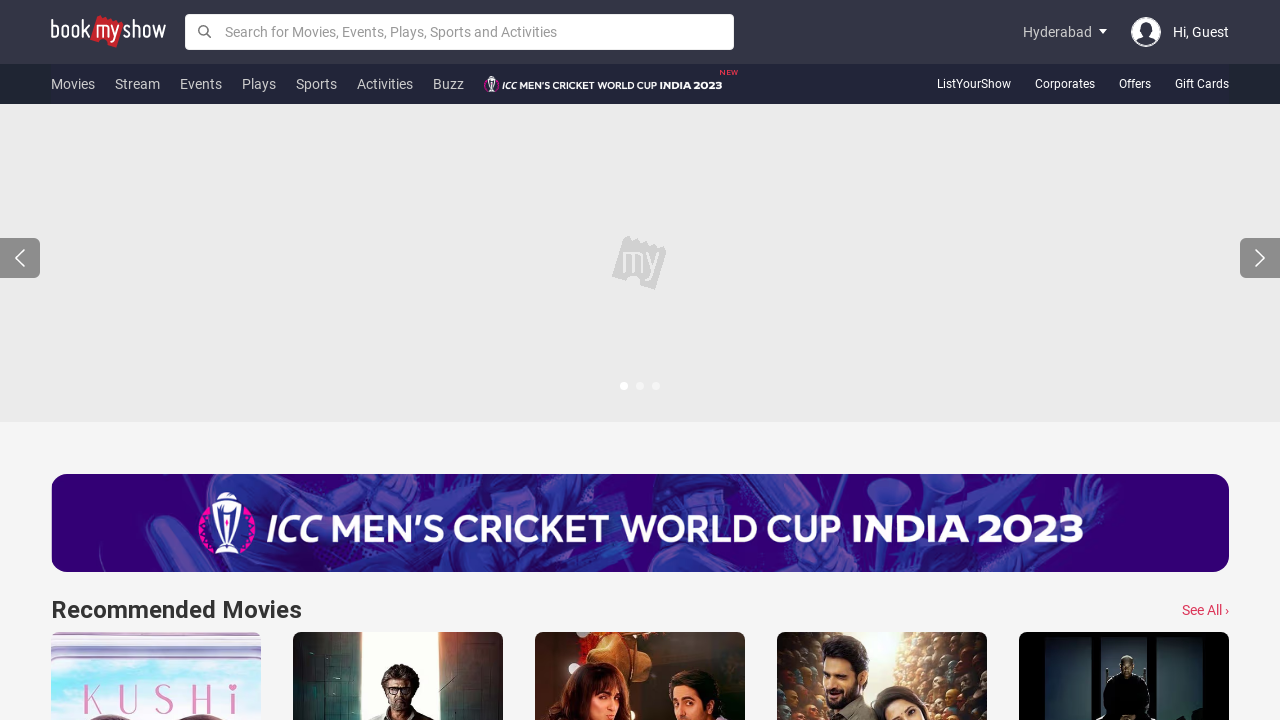 book my show
Search for Movies, Events, Plays, Sports and Activities
Hyderabad
Hi, Guest
Movies
Stream
Events
Plays
Sports
Activities
Buzz
ICC MEN'S CRICKET WORLD CUP INDIA 2023
NEW
ListYourShow
Corporates
Offers
Gift Cards
my
ICC MEN'S CRICKET WORLD CUP INDIA 2023
Recommended Movies
See All ›
KUSHI